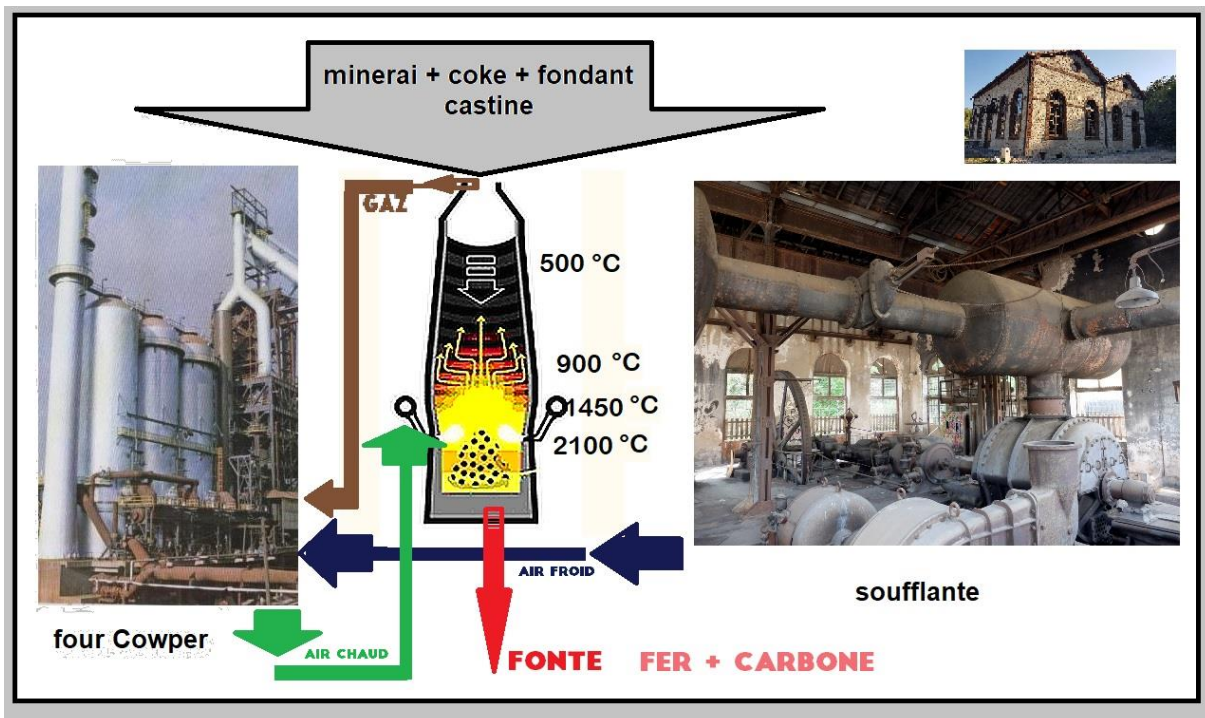 minerai + coke + fondant
castine
GAZ
500 °C
900 °C
1450 °C
2100 °C
AIR FROID
soufflante
four Cowper
AIR CHAUD
FONTE
FER + CARBONE